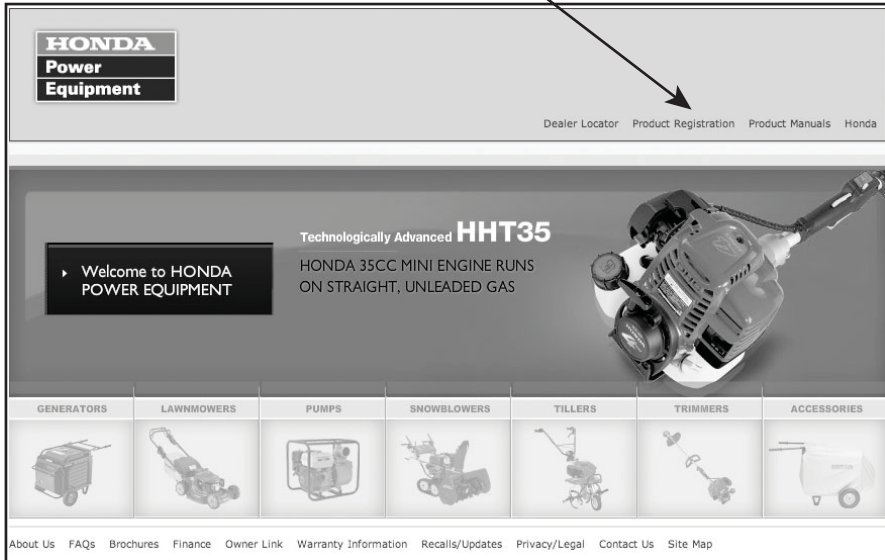 HONDA
Power
Equipment
Dealer Locator Product Registration Product Manuals Honda
Technologically Advanced HHT35
HONDA 35CC MINI ENGINE RUNS
ON STRAIGHT, UNLEADED GAS
Welcome to HONDA
POWER EQUIPMENT
GENERATORS LAWNMOWERS PUMPS SNOWBLOWERS TILLERS TRIMMERS ACCESSORIES
About Us FAQs Brochures Finance Owner Link Warranty Information Recalls/Updates Privacy/Legal Contact Us Site Map